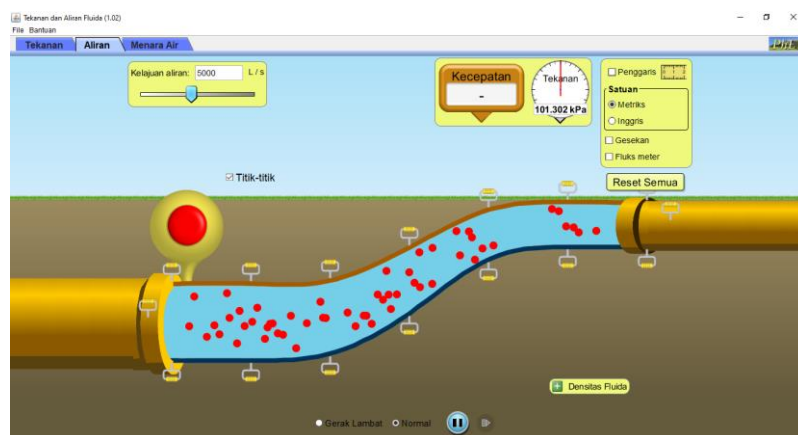 Tekanan dan Aliran Fluida (1.02)
File Bantuan
Tekanan Aliran Menara Air
Kelajuan aliran: 5000 L / s
Kecepatan
-
Tekanan
101.302 kPa
Penggaris
Satuan
Metriks
Inggris
Gesekan
Fluks meter
Reset Semua
Titik-titik
Densitas Fluida
Gerak Lambat Normal